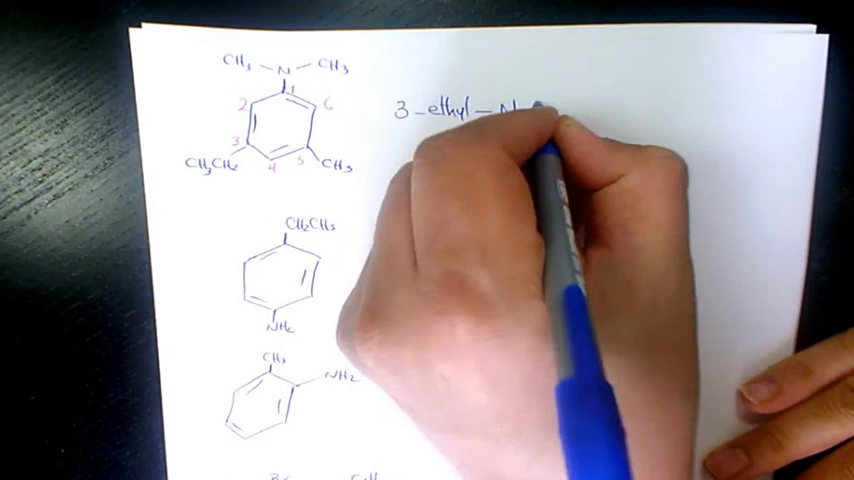 CH₃ N CH₃
1
2 6
3 - ethyl - N
3 5
4
CH₃CH₂ CH₃
CH₂CH₃
NH₂
CH₃
NH₂